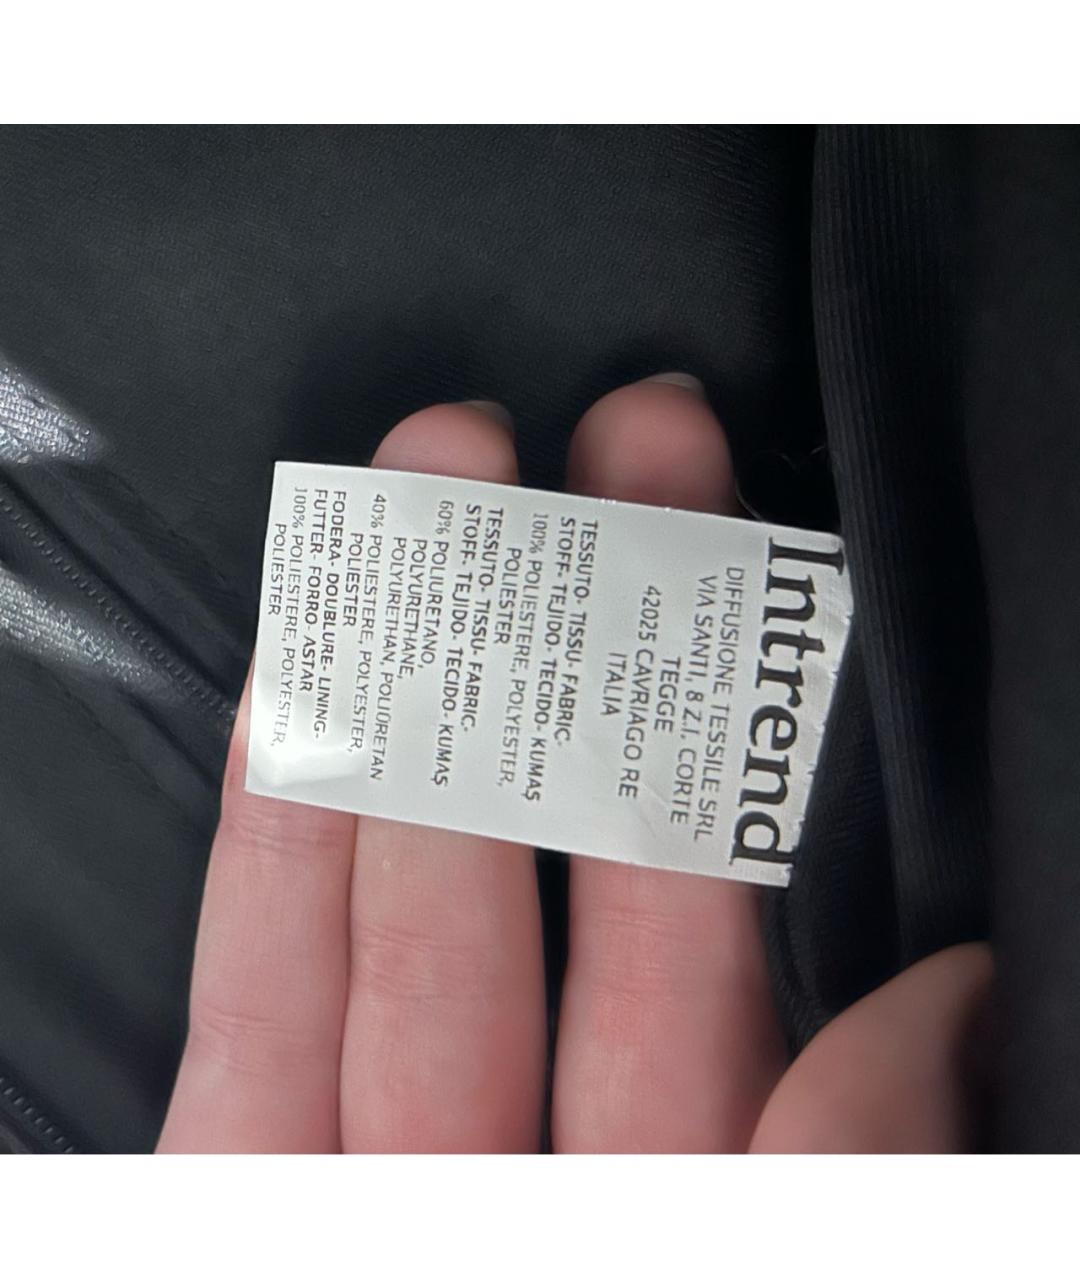 Intrend
DIFFUSIONE TESSILE SRL
VIA SANTI, 8 Z.I. CORTE
TEGGE
42025 CAVRIAGO RE
ITALIA
TESSUTO- TISSU- FABRIC-
STOFF- TEJIDO- TECIDO- KUMAŞ
100% POLIESTERE, POLYESTER,
POLIESTER
TESSUTO- TISSU- FABRIC-
STOFF- TEJIDO- TECIDO- KUMAŞ
60% POLIURETANO,
POLYURETHANE,
POLYURETHAN, POLIÜRETAN
40% POLIESTERE, POLYESTER,
POLIESTER
FODERA- DOUBLURE- LINING-
FUTTER- FORRO- ASTAR
100% POLIESTERE, POLYESTER,
POLIESTER